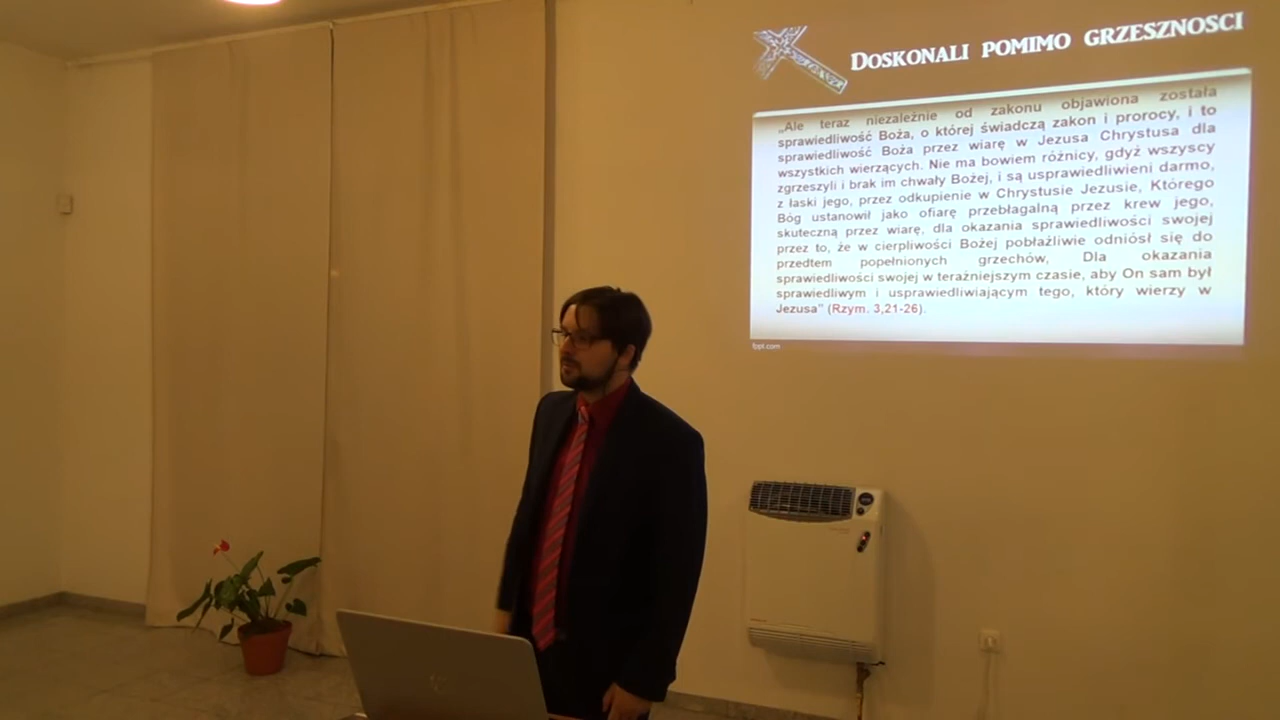 DOSKONALI POMIMO GRZESZNOSCI
„Ale teraz niezależnie od zakonu objawiona została
sprawiedliwość Boża, o której świadczą zakon i prorocy, i to
sprawiedliwość Boża przez wiarę w Jezusa Chrystusa dla
wszystkich wierzących. Nie ma bowiem różnicy, gdyż wszyscy
zgrzeszyli i brak im chwały Bożej, i są usprawiedliwieni darmo,
z łaski jego, przez odkupienie w Chrystusie Jezusie, Którego
Bóg ustanowił jako ofiarę przebłagalną przez krew jego,
skuteczną przez wiarę, dla okazania sprawiedliwości swojej
przez to, że w cierpliwości Bożej pobłażliwie odniósł się do
przedtem popełnionych grzechów, Dla okazania
sprawiedliwości swojej w teraźniejszym czasie, aby On sam był
sprawiedliwym i usprawiedliwiającym tego, który wierzy w
Jezusa" (Rzym. 3,21-26).
fppt.com